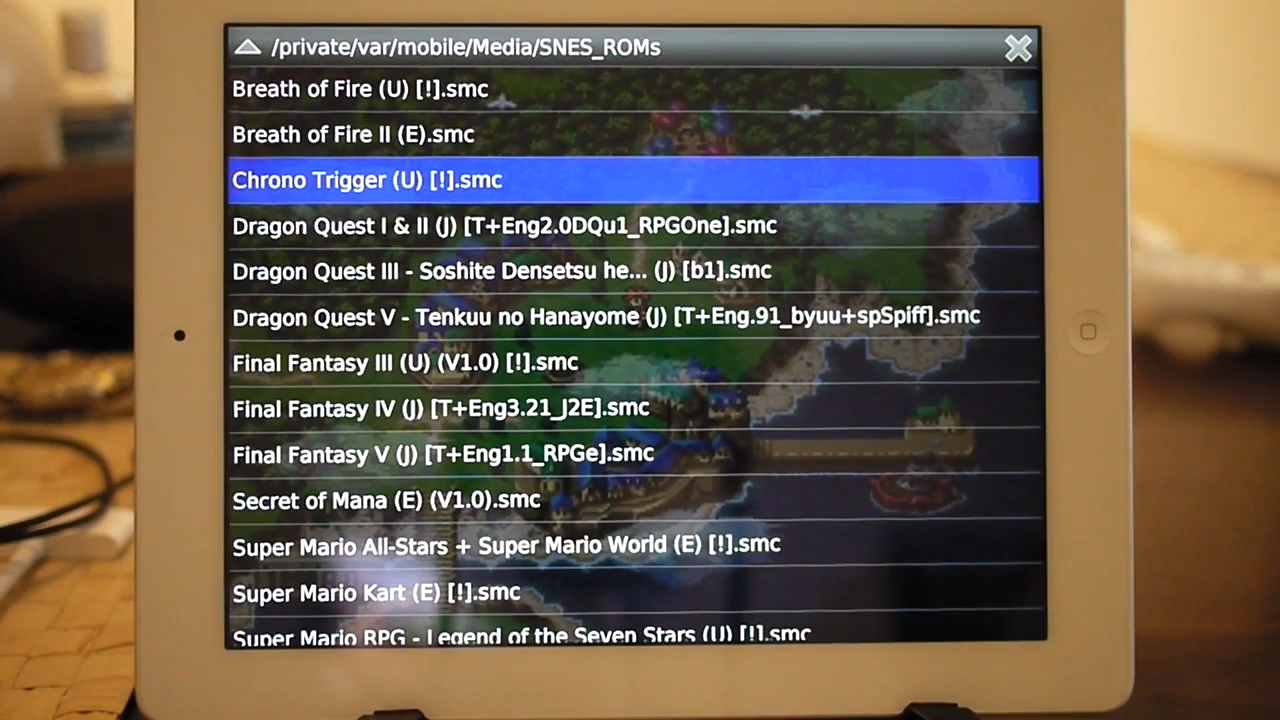 /private/var/mobile/Media/SNES_ROMs
Breath of Fire (U) [!].smc
Breath of Fire II (E).smc
Chrono Trigger (U) [!].smc
Dragon Quest I & II (J) [T+Eng2.0DQu1_RPGOne].smc
Dragon Quest III - Soshite Densetsu he... (J) [b1].smc
Dragon Quest V - Tenkuu no Hanayome (J) [T+Eng.91_byuu+spSpiff].smc
Final Fantasy III (U) (V1.0) [!].smc
Final Fantasy IV (J) [T+Eng3.21_J2E].smc
Final Fantasy V (J) [T+Eng1.1_RPGe].smc
Secret of Mana (E) (V1.0).smc
Super Mario All-Stars + Super Mario World (E) [!].smc
Super Mario Kart (E) [!].smc
Super Mario RPG - Legend of the Seven Stars (U) [!].smc